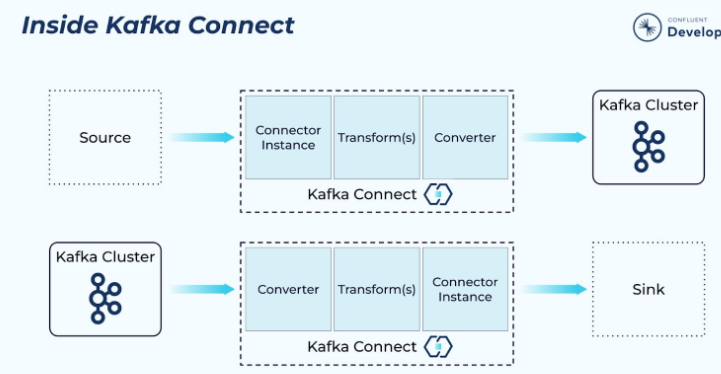 Inside Kafka Connect
CONFLUENT
Develop
Source
Connector
Instance
Transform(s)
Converter
Kafka Connect
Kafka Cluster
Kafka Cluster
Converter
Transform(s)
Connector
Instance
Kafka Connect
Sink